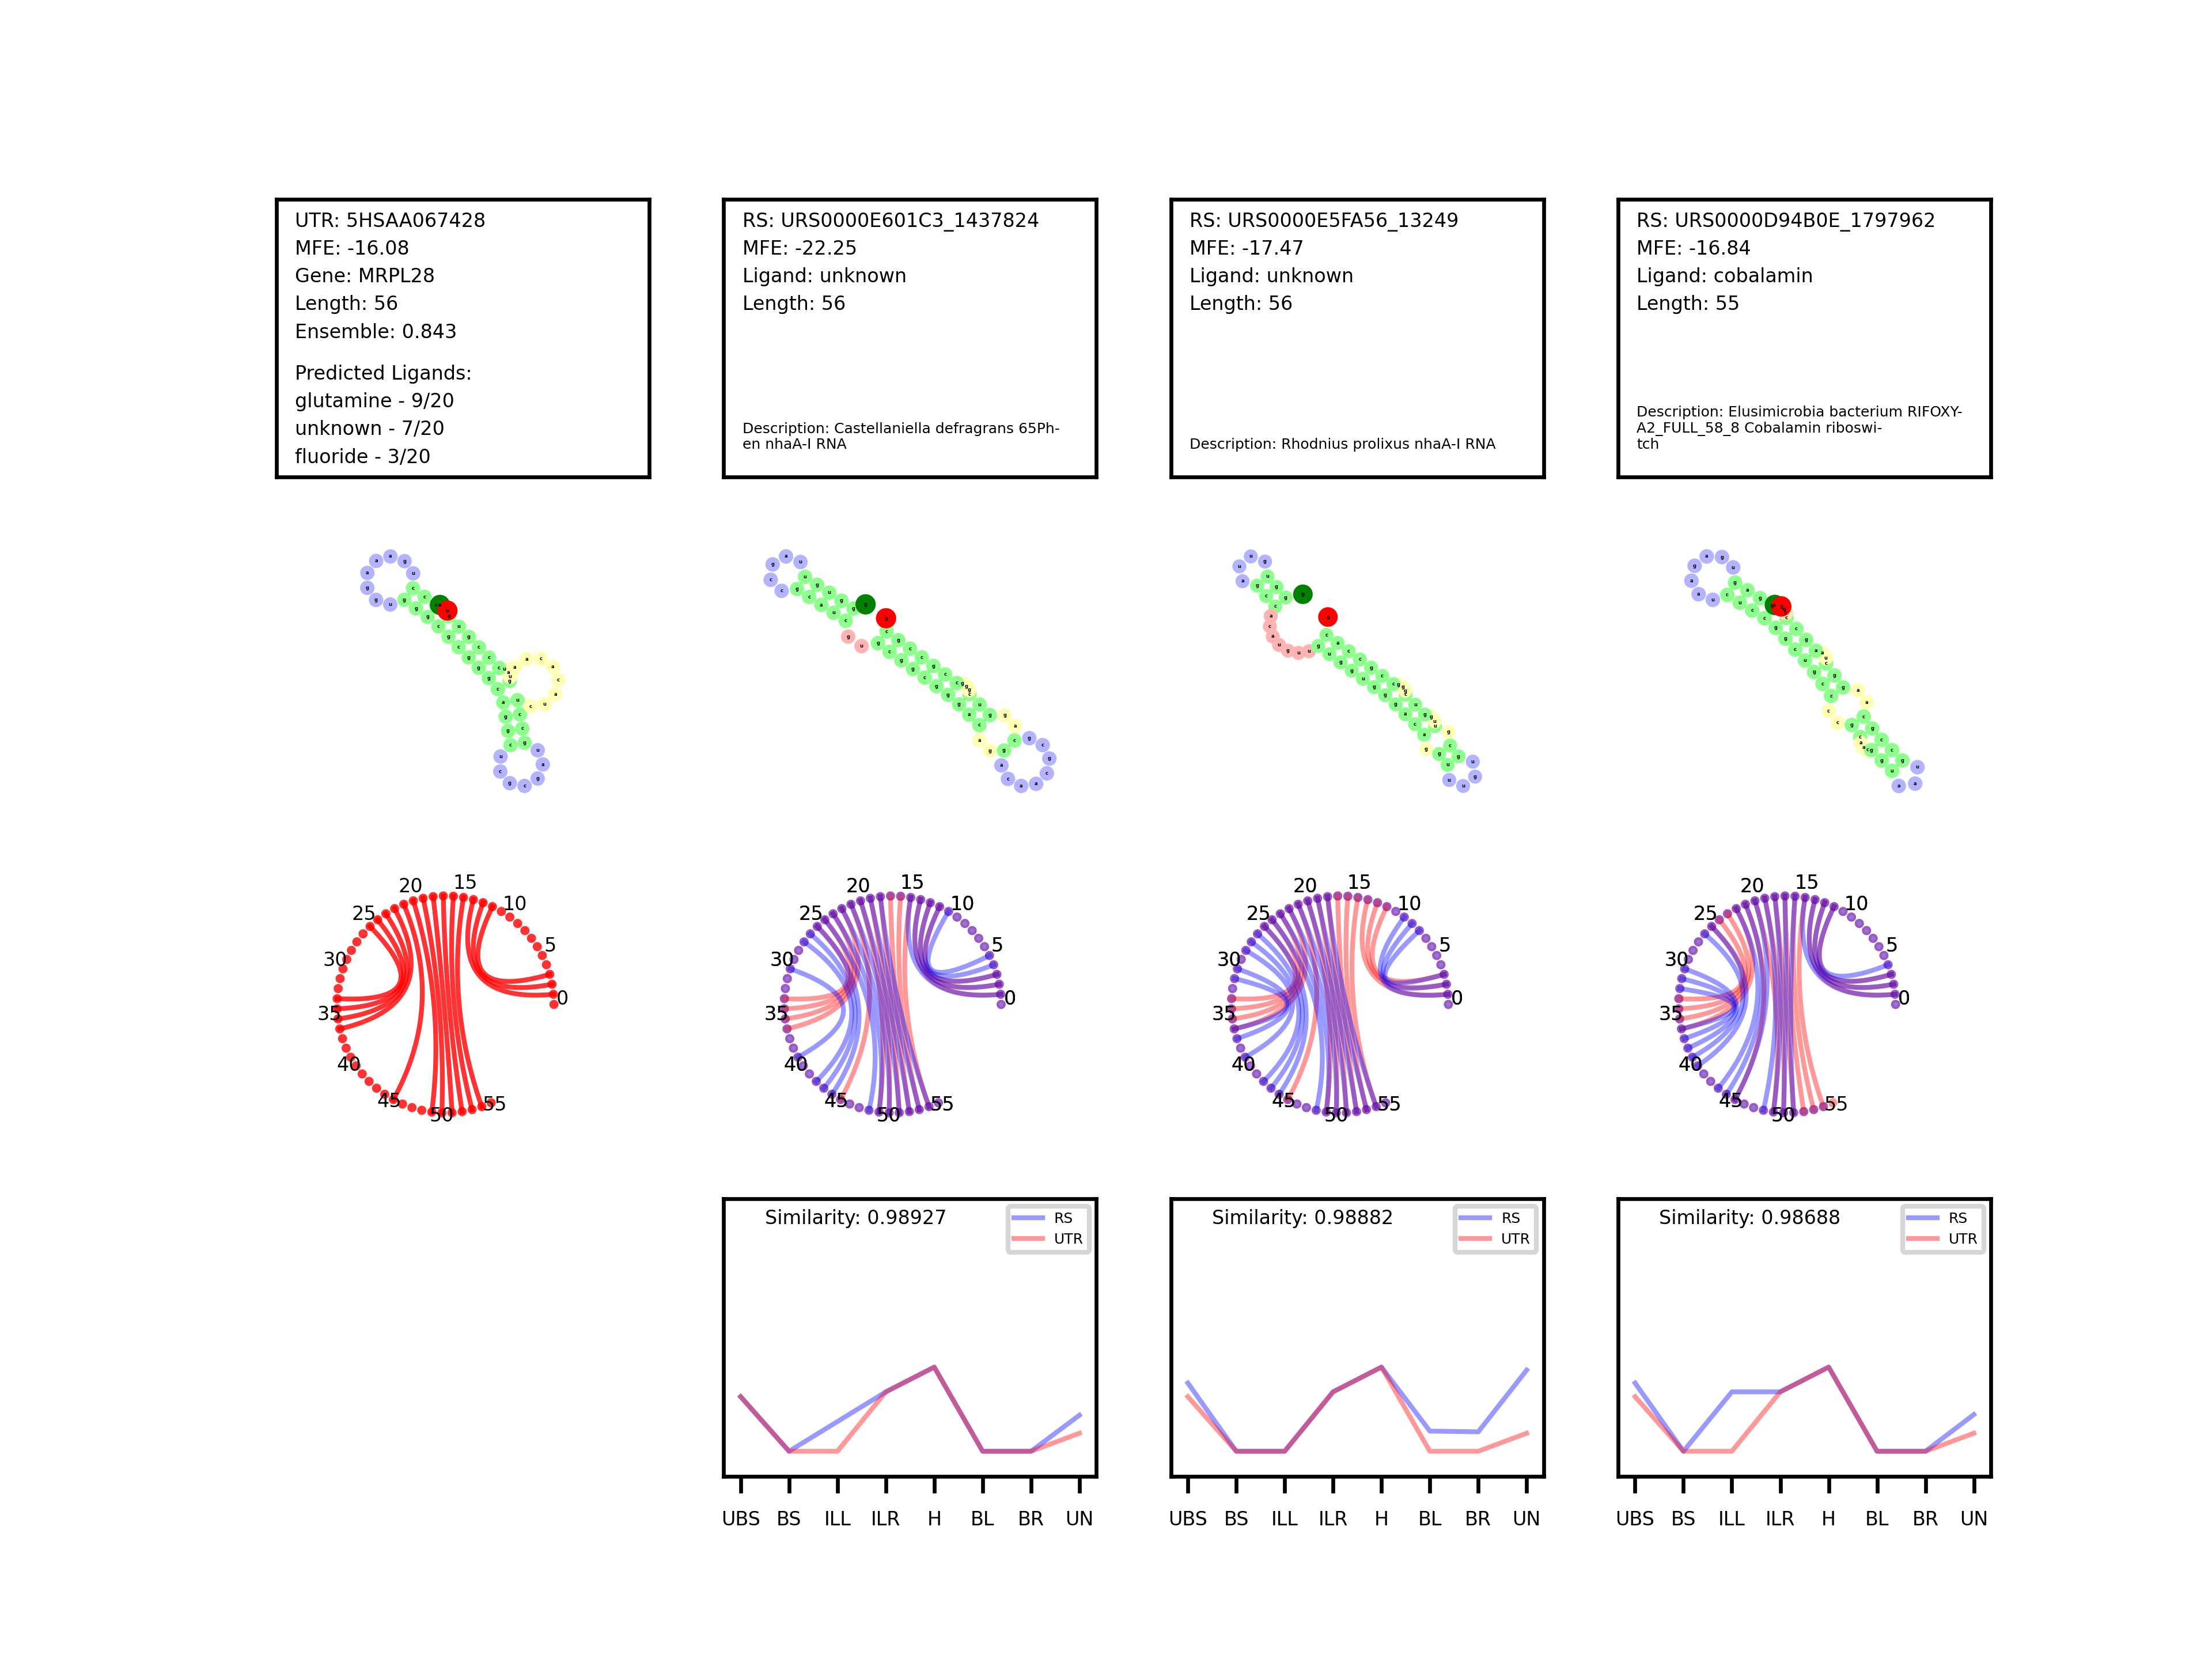 UTR: 5HSAA067428
MFE: -16.08
Gene: MRPL28
Length: 56
Ensemble: 0.843
Predicted Ligands:
glutamine - 9/20
unknown - 7/20
fluoride - 3/20
RS: URS0000E601C3_1437824
MFE: -22.25
Ligand: unknown
Length: 56
Description: Castellaniella defragrans 65Ph-
en nhaA-I RNA
RS: URS0000E5FA56_13249
MFE: -17.47
Ligand: unknown
Length: 56
Description: Rhodnius prolixus nhaA-I RNA
RS: URS0000D94B0E_1797962
MFE: -16.84
Ligand: cobalamin
Length: 55
Description: Elusimicrobia bacterium RIFOXY-
A2_FULL_58_8 Cobalamin riboswi-
tch
0 5 10 15 20 25 30 35 40 45 50 55
0 5 10 15 20 25 30 35 40 45 50 55
0 5 10 15 20 25 30 35 40 45 50 55
0 5 10 15 20 25 30 35 40 45 50 55
Similarity: 0.98927
RS
UTR
UBS BS ILL ILR H BL BR UN
Similarity: 0.98882
RS
UTR
UBS BS ILL ILR H BL BR UN
Similarity: 0.98688
RS
UTR
UBS BS ILL ILR H BL BR UN